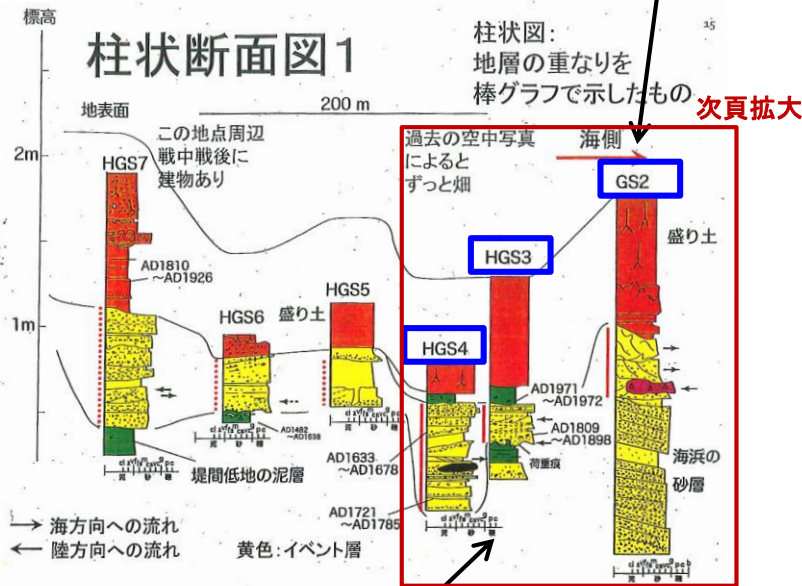 標高
柱状断面図1
15
柱状図:
地層の重なりを
棒グラフで示したもの
次頁拡大
地表面
200 m
この地点周辺
戦中戦後に
建物あり
過去の空中写真
によると
ずっと畑
海側
2m
HGS7
GS2
盛り土
AD1810
~AD1926
HGS3
HGS5
HGS6
盛り土
1m
HGS4
AD1971
~AD1972
AD1809
~AD1898
荷重痕
AD1482
~AD1638
AD1633
~AD1678
海浜の
砂層
堤間低地の泥層
泥 砂 礫
AD1721
~AD1785
→ 海方向への流れ
← 陸方向への流れ
黄色:イベント層